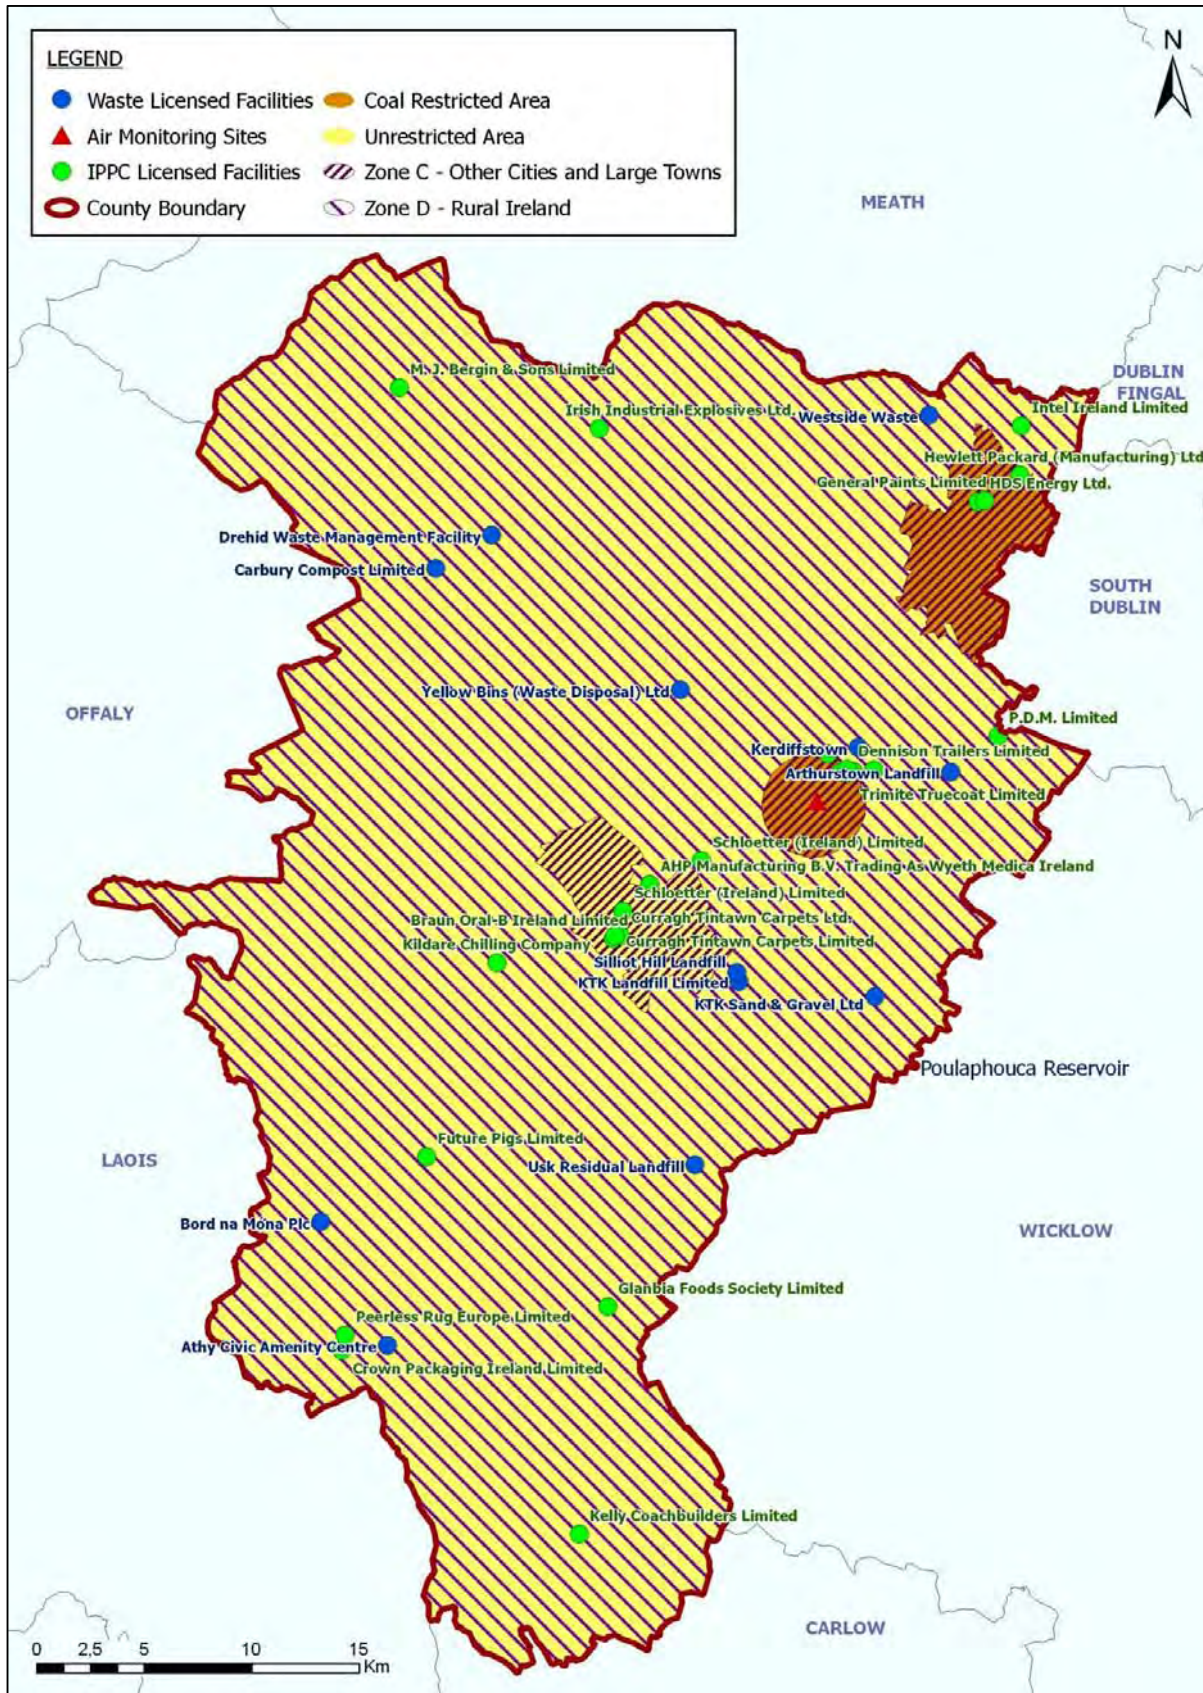 N
LEGEND
Waste Licensed Facilities
Coal Restricted Area
Air Monitoring Sites
Unrestricted Area
IPPC Licensed Facilities
Zone C - Other Cities and Large Towns
County Boundary
Zone D - Rural Ireland
MEATH
DUBLIN
FINGAL
M. J. Bergin & Sons Limited
Irish Industrial Explosives Ltd.
Westside Waste
Intel Ireland Limited
Hewlett Packard (Manufacturing) Ltd
General Paints Limited
HDS Energy Ltd.
Drehid Waste Management Facility
Carbury Compost Limited
SOUTH
DUBLIN
Yellow Bins (Waste Disposal) Ltd
OFFALY
P.D.M. Limited
Kerdiffstown
Dennison Trailers Limited
Arthurstown Landfill
Trimite Truecoat Limited
Schloetter (Ireland) Limited
AHP Manufacturing B.V. Trading As Wyeth Medica Ireland
Schloetter (Ireland) Limited
Braun Oral-B Ireland Limited
Curragh Tintawn Carpets Ltd.
Kildare Chilling Company
Curragh Tintawn Carpets Limited
Silliot Hill Landfill
KTK Landfill Limited
KTK Sand & Gravel Ltd
Poulaphouca Reservoir
Future Pigs Limited
Usk Residual Landfill
LAOIS
Bord na Mona Plc
WICKLOW
Glanbia Foods Society Limited
Peerless Rug Europe Limited
Athy Civic Amenity Centre
Crown Packaging Ireland Limited
Kelly Coachbuilders Limited
CARLOW
0 2,5 5 10 15
Km